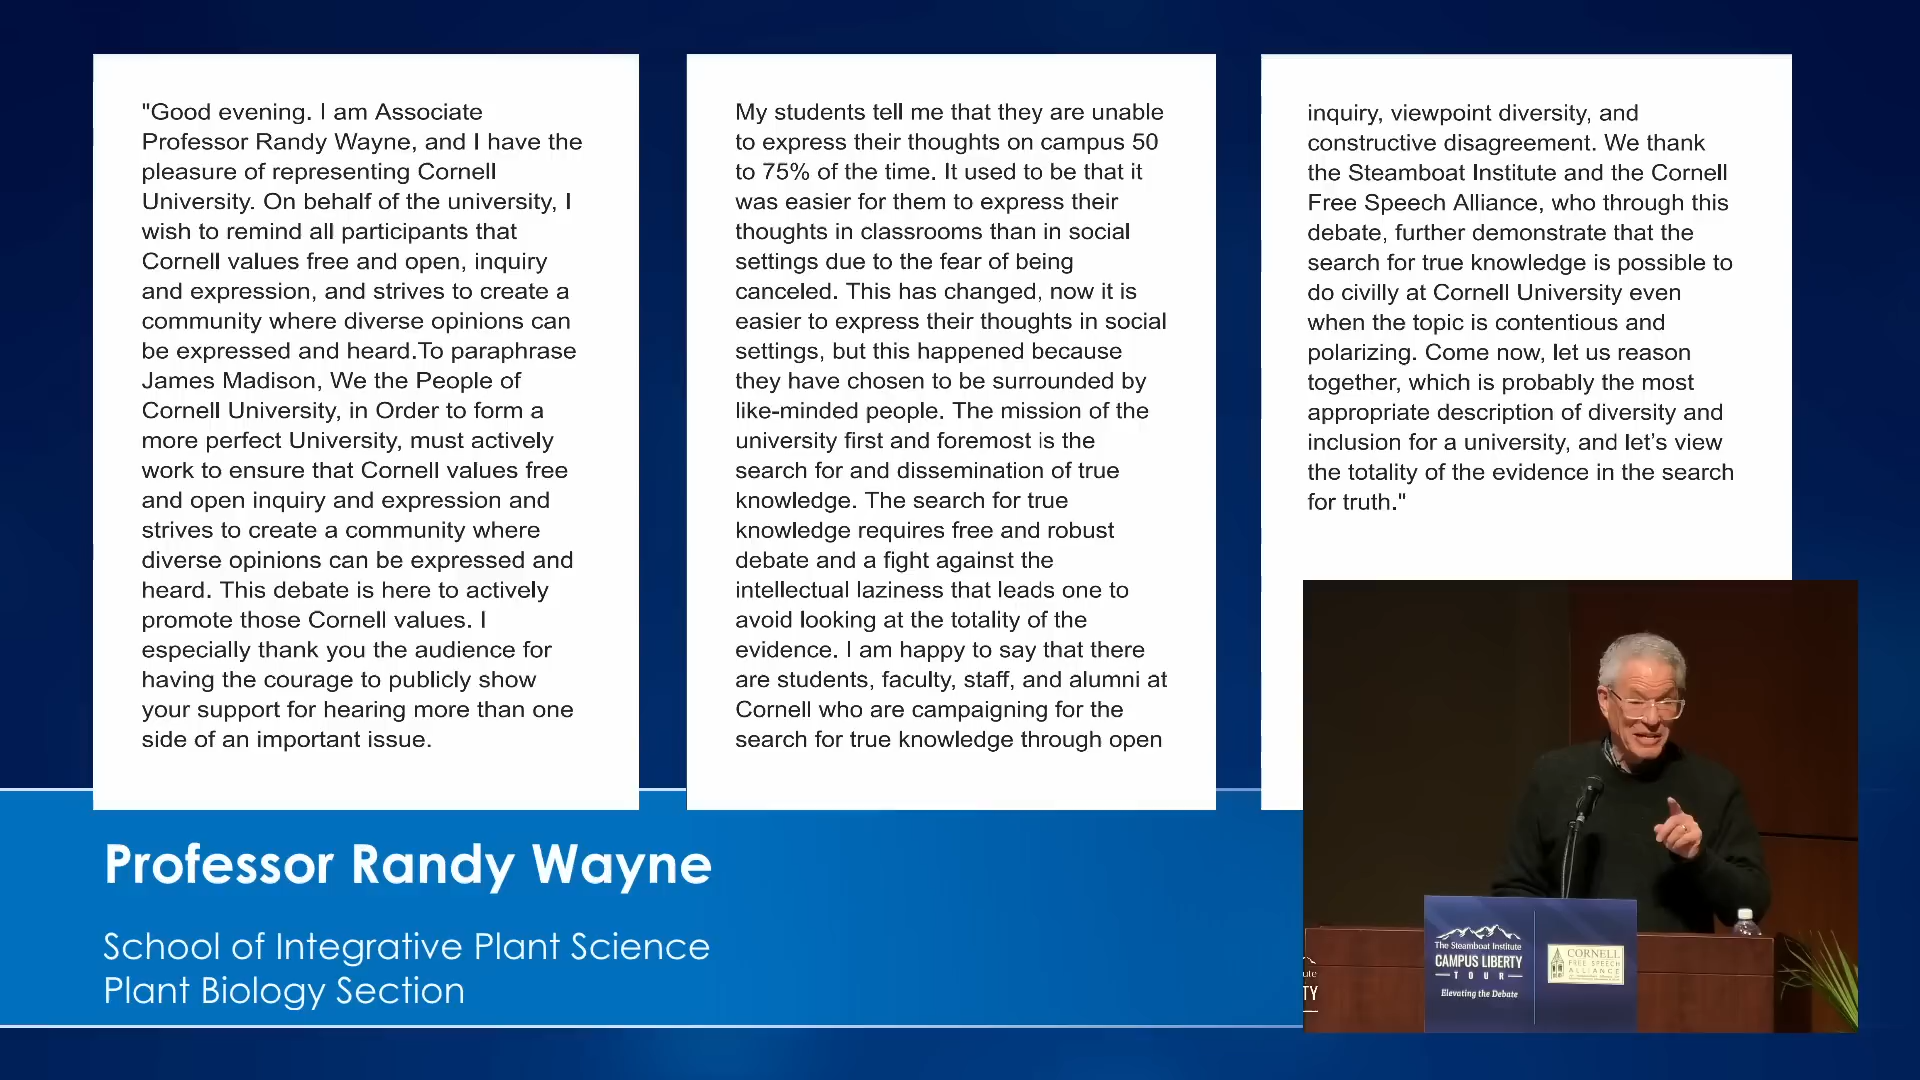 "Good evening. I am Associate
Professor Randy Wayne, and I have the
pleasure of representing Cornell
University. On behalf of the university, I
wish to remind all participants that
Cornell values free and open, inquiry
and expression, and strives to create a
community where diverse opinions can
be expressed and heard.To paraphrase
James Madison, We the People of
Cornell University, in Order to form a
more perfect University, must actively
work to ensure that Cornell values free
and open inquiry and expression and
strives to create a community where
diverse opinions can be expressed and
heard. This debate is here to actively
promote those Cornell values. I
especially thank you the audience for
having the courage to publicly show
your support for hearing more than one
side of an important issue.
My students tell me that they are unable
to express their thoughts on campus 50
to 75% of the time. It used to be that it
was easier for them to express their
thoughts in classrooms than in social
settings due to the fear of being
canceled. This has changed, now it is
easier to express their thoughts in social
settings, but this happened because
they have chosen to be surrounded by
like-minded people. The mission of the
university first and foremost is the
search for and dissemination of true
knowledge. The search for true
knowledge requires free and robust
debate and a fight against the
intellectual laziness that leads one to
avoid looking at the totality of the
evidence. I am happy to say that there
are students, faculty, staff, and alumni at
Cornell who are campaigning for the
search for true knowledge through open
inquiry, viewpoint diversity, and
constructive disagreement. We thank
the Steamboat Institute and the Cornell
Free Speech Alliance, who through this
debate, further demonstrate that the
search for true knowledge is possible to
do civilly at Cornell University even
when the topic is contentious and
polarizing. Come now, let us reason
together, which is probably the most
appropriate description of diversity and
inclusion for a university, and let's view
the totality of the evidence in the search
for truth."
Professor Randy Wayne
School of Integrative Plant Science
Plant Biology Section
The Steamboat Institute
CAMPUS LIBERTY
TOUR
Elevating the Debate
CORNELL
FREE SPEECH
ALLIANCE
ute
TY